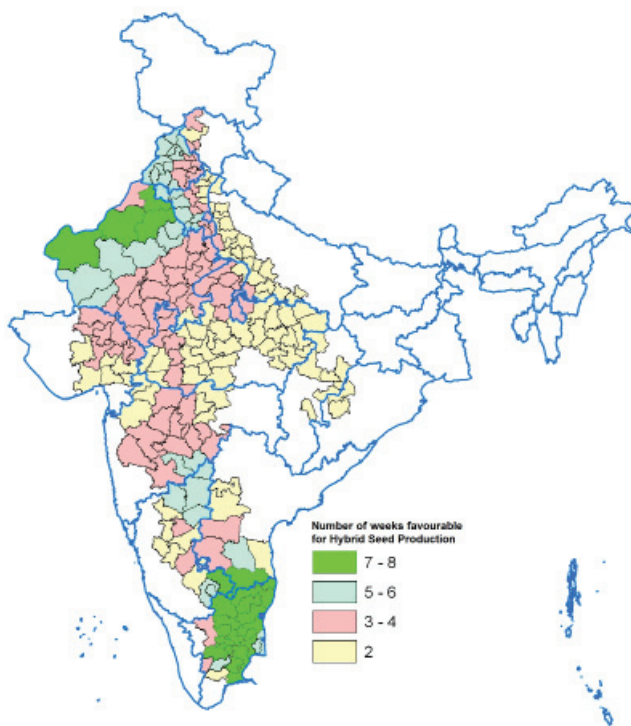 Number of weeks favourable
for Hybrid Seed Production
7 - 8
5 - 6
3 - 4
2